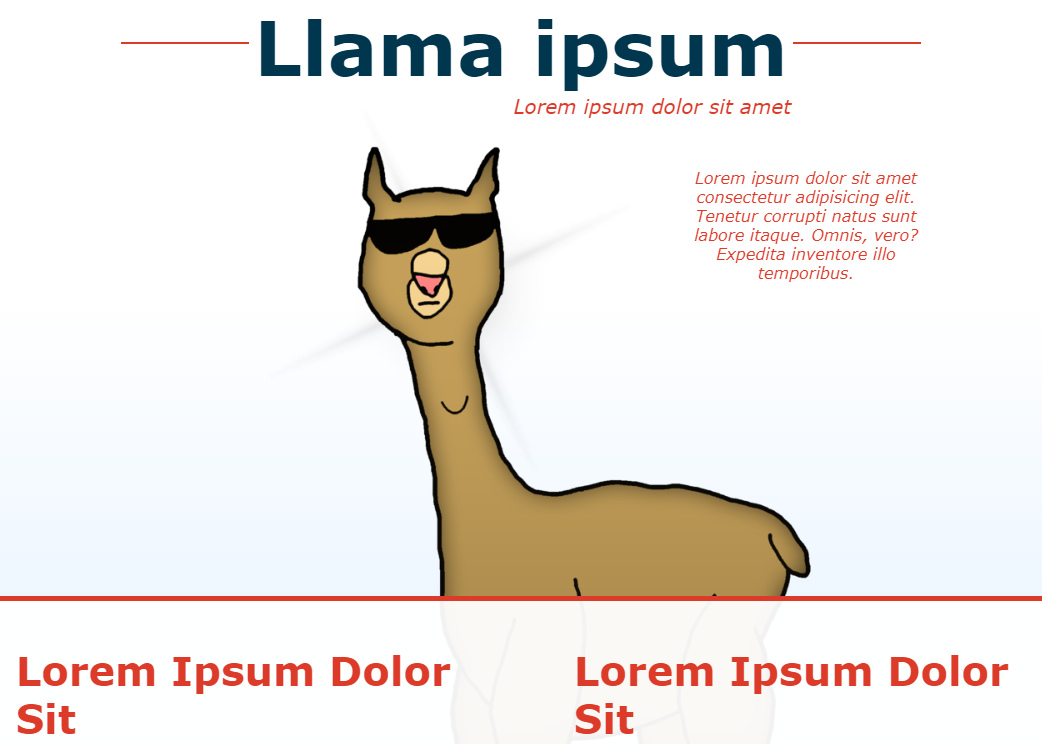 Llama ipsum
Lorem ipsum dolor sit amet
Lorem ipsum dolor sit amet
consectetur adipisicing elit.
Tenetur corrupti natus sunt
labore itaque. Omnis, vero?
Expedita inventore illo
temporibus.
Lorem Ipsum Dolor
Sit
Lorem Ipsum Dolor
Sit